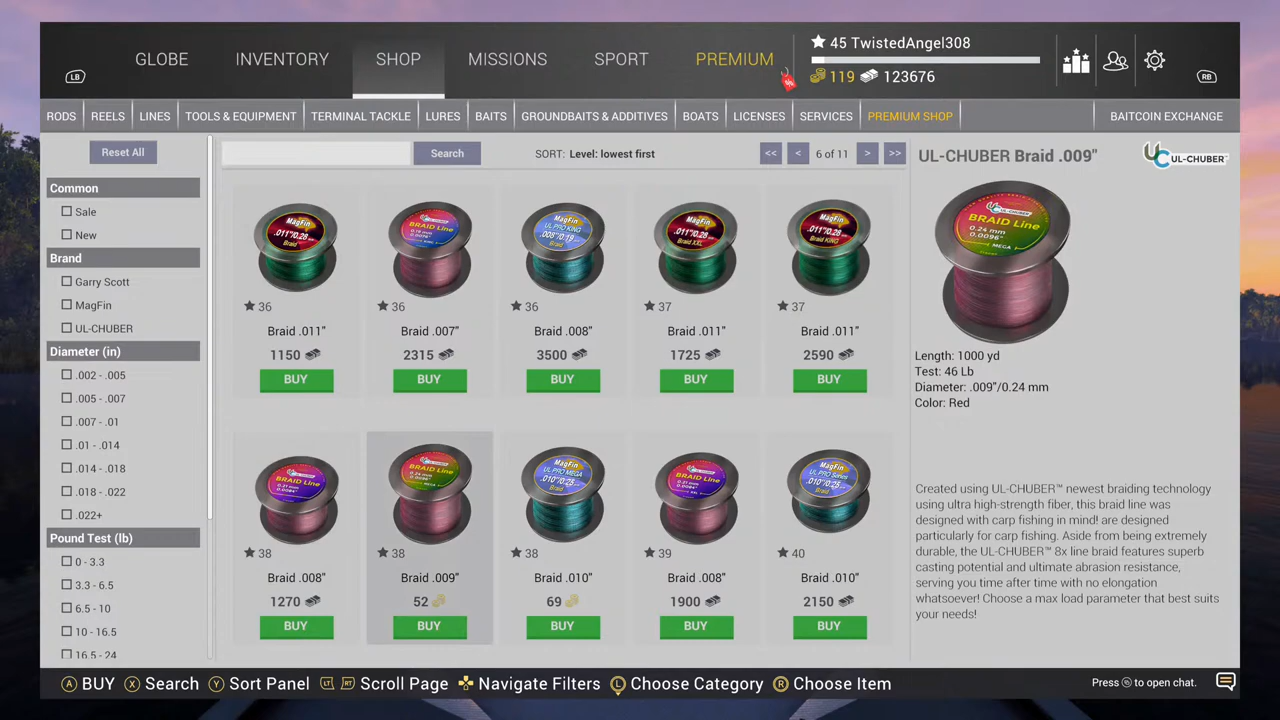 GLOBE INVENTORY SHOP MISSIONS SPORT PREMIUM
45 TwistedAngel308
119 123676
LB
RB
RODS REELS LINES TOOLS & EQUIPMENT TERMINAL TACKLE LURES BAITS GROUNDBAITS & ADDITIVES BOATS LICENSES SERVICES PREMIUM SHOP BAITCOIN EXCHANGE
Reset All
Common
Sale
New
Brand
Garry Scott
MagFin
UL-CHUBER
Diameter (in)
.002 - .005
.005 - .007
.007 - .01
.01 - .014
.014 - .018
.018 - .022
.022+
Pound Test (lb)
0 - 3.3
3.3 - 6.5
6.5 - 10
10 - 16.5
16.5 - 24
Search SORT: Level: lowest first << < 6 of 11 > >>
36 36 36 37 37
Braid .011" Braid .007" Braid .008" Braid .011" Braid .011"
1150 2315 3500 1725 2590
BUY BUY BUY BUY BUY
38 38 38 39 40
Braid .008" Braid .009" Braid .010" Braid .008" Braid .010"
1270 52 69 1900 2150
BUY BUY BUY BUY BUY
UL-CHUBER Braid .009"
UL-CHUBER
BRAID LINE
0.24 mm
0.0096"
MEGA
Length: 1000 yd
Test: 46 Lb
Diameter: .009"/0.24 mm
Color: Red
Created using UL-CHUBER™ newest braiding technology
using ultra high-strength fiber, this braid line was
designed with carp fishing in mind! are designed
particularly for carp fishing. Aside from being extremely
durable, the UL-CHUBER™ 8x line braid features superb
casting potential and ultimate abrasion resistance,
serving you time after time with no elongation
whatsoever! Choose a max load parameter that best suits
your needs!
A BUY X Search Y Sort Panel LT RT Scroll Page Navigate Filters L Choose Category R Choose Item
Press to open chat.